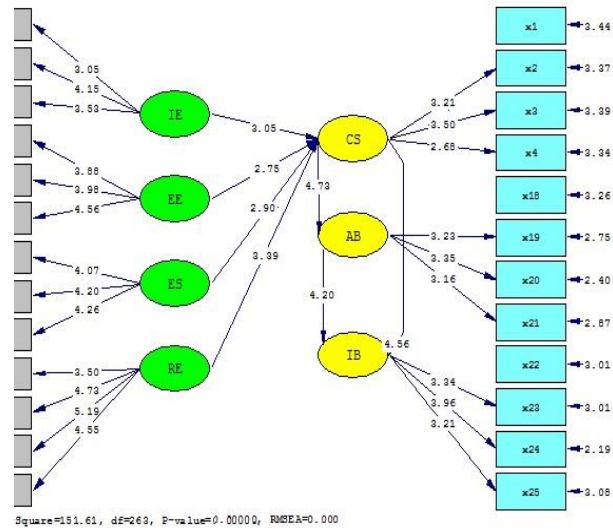 x1
3.44
x2
3.37
3.05
4.15
3.53
IE
3.05
CS
3.21
3.50
2.68
x3
3.39
x4
3.34
3.88
3.98
4.56
EE
2.75
4.73
x18
3.26
2.90
AB
3.23
3.35
3.16
x19
2.75
4.07
4.20
4.26
ES
3.39
x20
2.40
4.20
x21
2.87
3.50
4.73
5.19
4.55
RE
IB
4.56
x22
3.01
3.34
3.96
3.21
x23
3.01
x24
2.19
x25
3.08
Square=151.61, df=263, P-value=0.00000, RMSEA=0.000